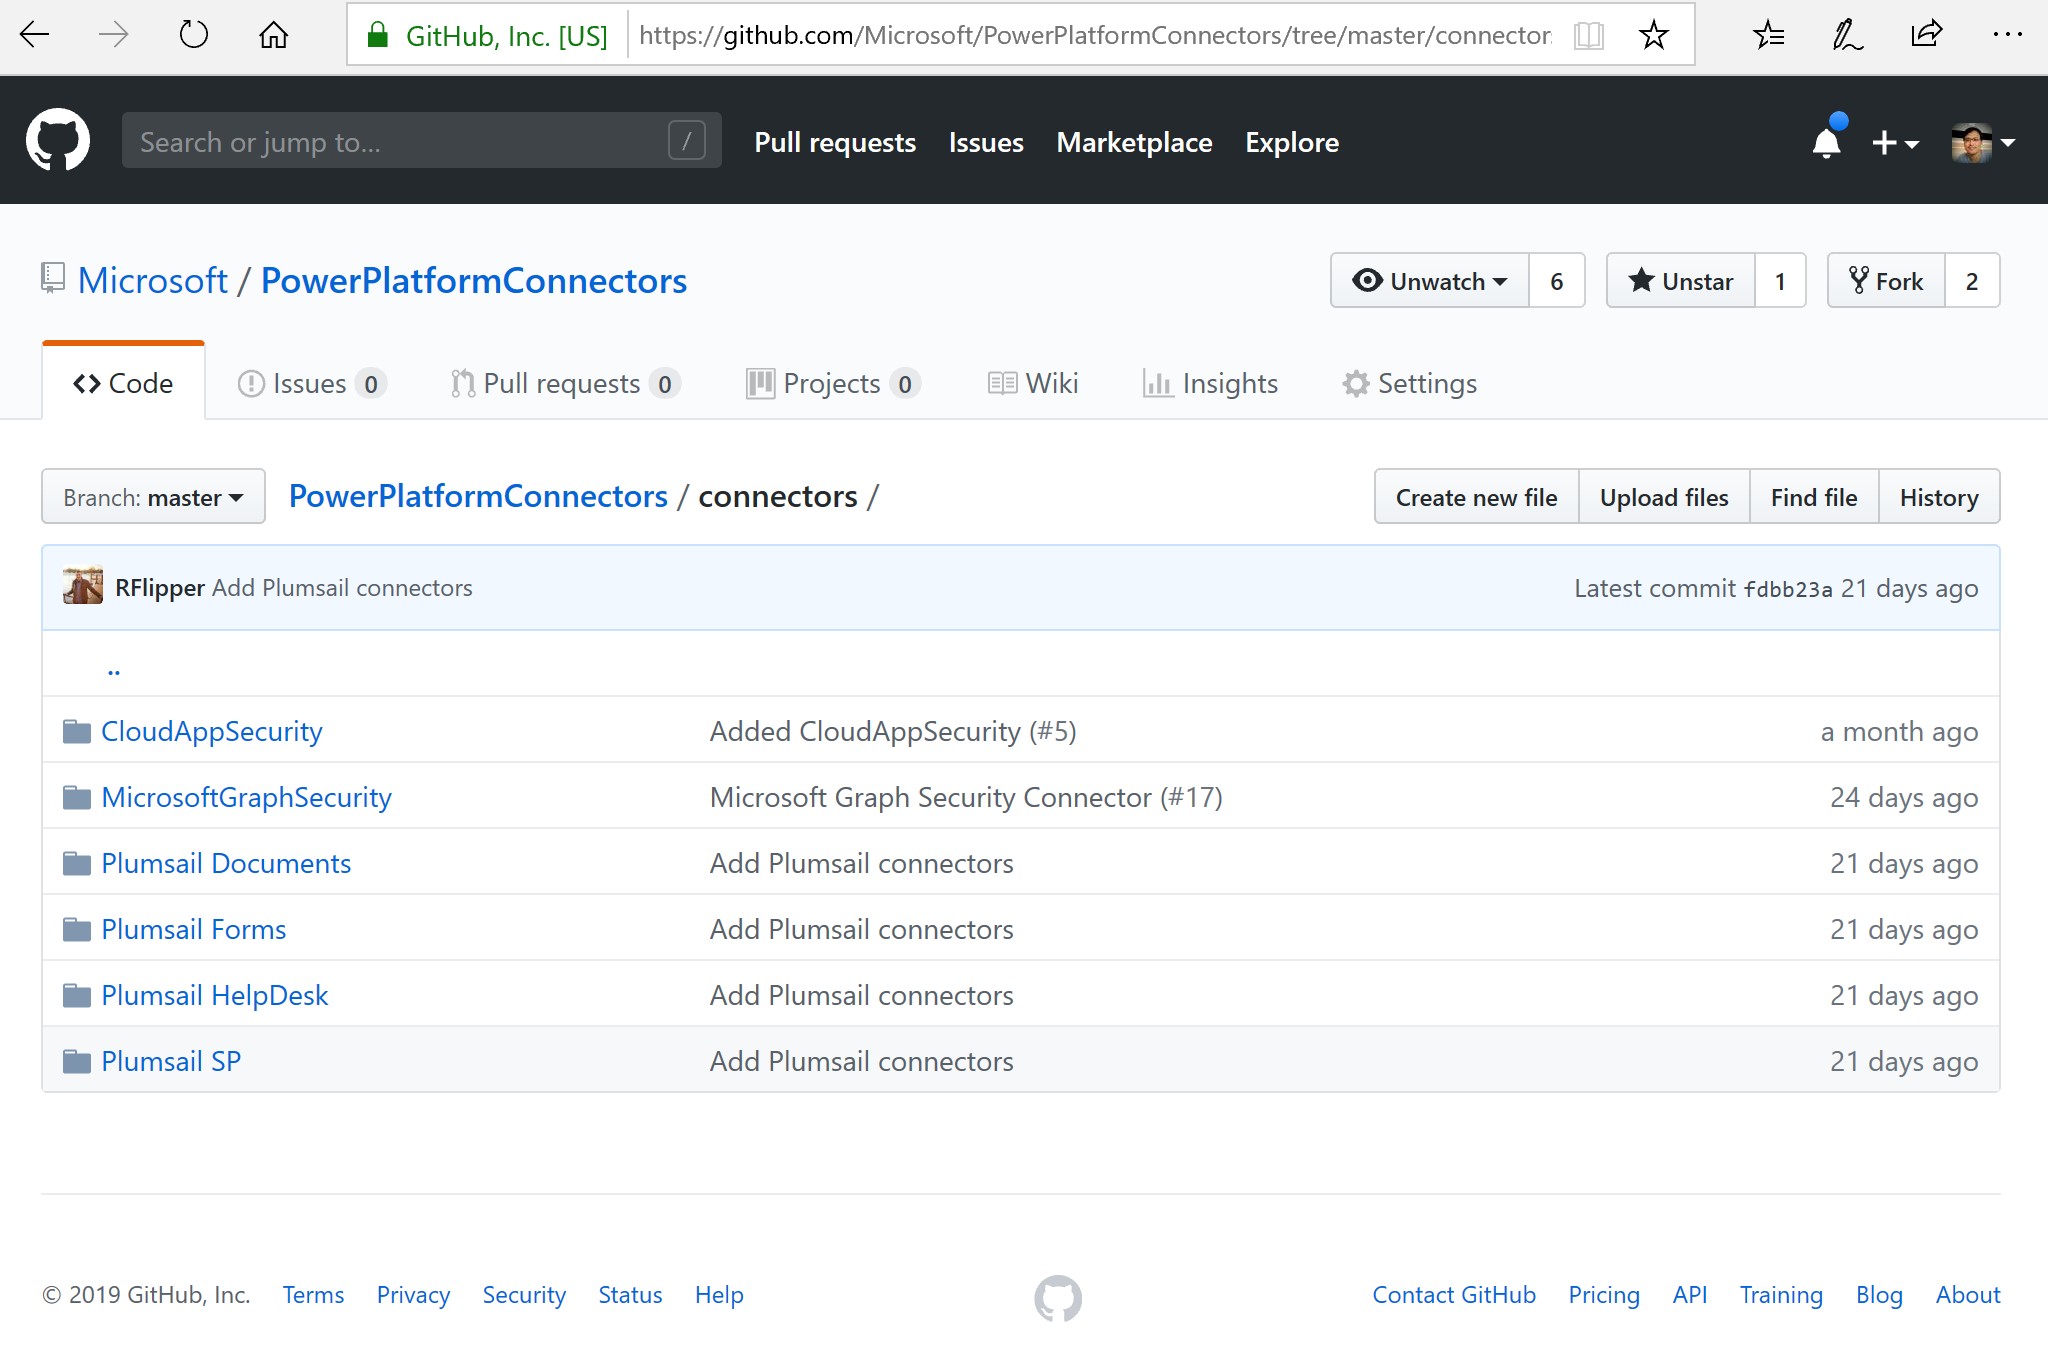 GitHub, Inc. [US] https://github.com/Microsoft/PowerPlatformConnectors/tree/master/connector
Search or jump to... / Pull requests Issues Marketplace Explore
Microsoft / PowerPlatformConnectors Unwatch 6 Unstar 1 Fork 2
Code Issues 0 Pull requests 0 Projects 0 Wiki Insights Settings
Branch: master PowerPlatformConnectors / connectors / Create new file Upload files Find file History
RFlipper Add Plumsail connectors Latest commit fdbb23a 21 days ago
..
CloudAppSecurity Added CloudAppSecurity (#5) a month ago
MicrosoftGraphSecurity Microsoft Graph Security Connector (#17) 24 days ago
Plumsail Documents Add Plumsail connectors 21 days ago
Plumsail Forms Add Plumsail connectors 21 days ago
Plumsail HelpDesk Add Plumsail connectors 21 days ago
Plumsail SP Add Plumsail connectors 21 days ago
© 2019 GitHub, Inc. Terms Privacy Security Status Help Contact GitHub Pricing API Training Blog About